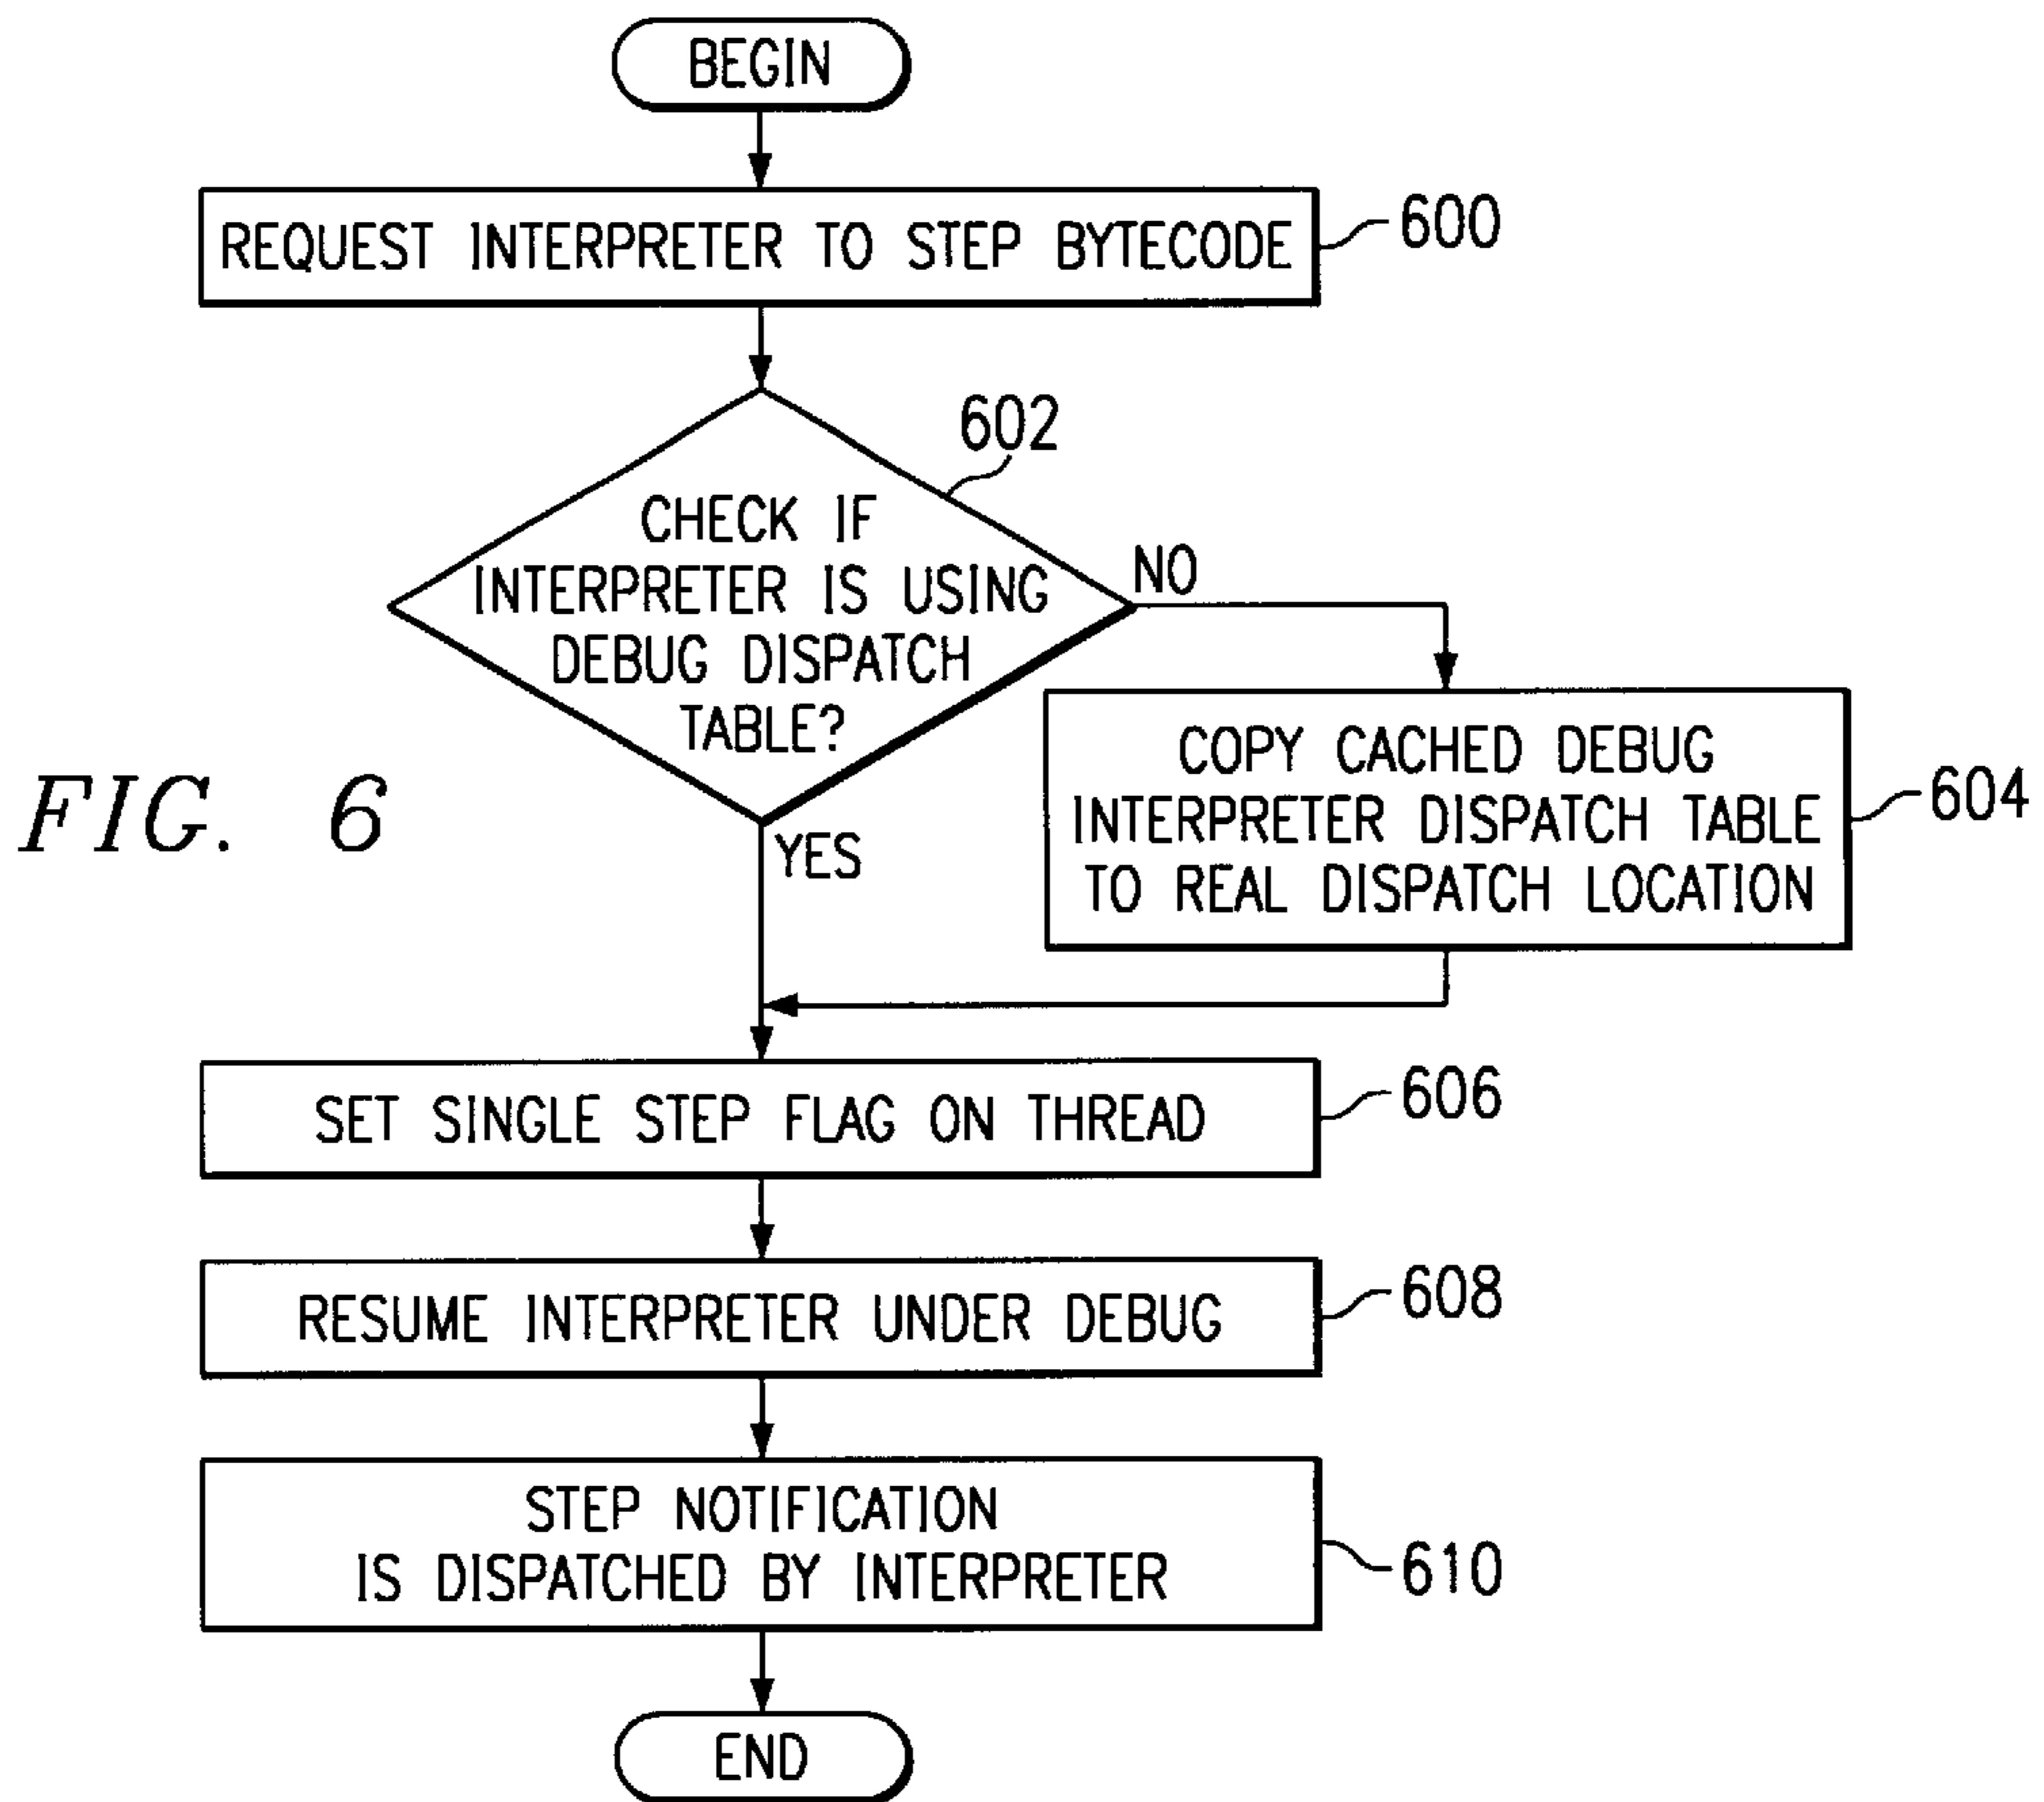 BEGIN
REQUEST INTERPRETER TO STEP BYTECODE
600
602
CHECK IF
INTERPRETER IS USING
DEBUG DISPATCH
TABLE?
NO
YES
COPY CACHED DEBUG
INTERPRETER DISPATCH TABLE
TO REAL DISPATCH LOCATION
604
FIG. 6
SET SINGLE STEP FLAG ON THREAD
606
RESUME INTERPRETER UNDER DEBUG
608
STEP NOTIFICATION
IS DISPATCHED BY INTERPRETER
610
END